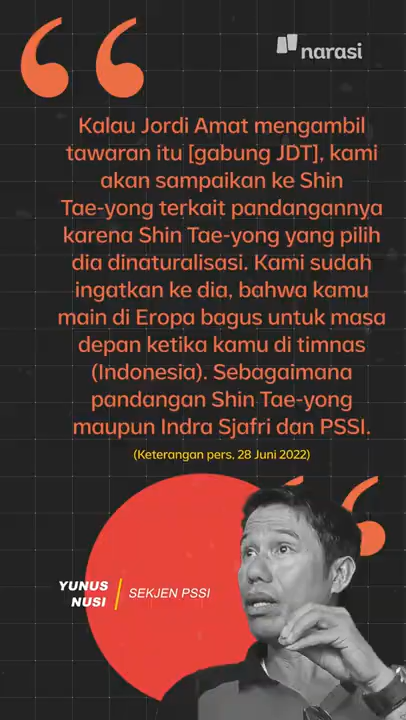 narasi
Kalau Jordi Amat mengambil
tawaran itu [gabung JDT], kami
akan sampaikan ke Shin
Tae-yong terkait pandangannya
karena Shin Tae-yong yang pilih
dia dinaturalisasi. Kami sudah
ingatkan ke dia, bahwa kamu
main di Eropa bagus untuk masa
depan ketika kamu di timnas
(Indonesia). Sebagaimana
pandangan Shin Tae-yong
maupun Indra Sjafri dan PSSI.
(Keterangan pers, 28 Juni 2022)
YUNUS
NUSI
SEKJEN PSSI